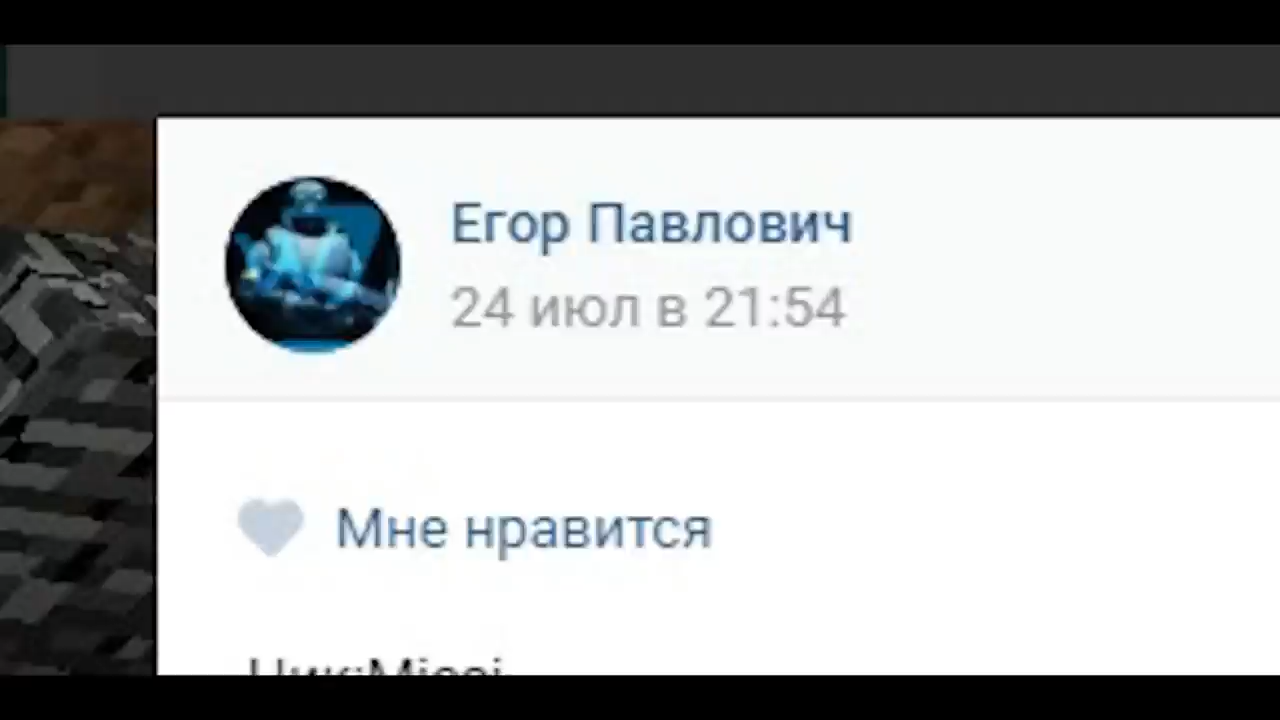 Егор Павлович
24 июл в 21:54
Мне нравится